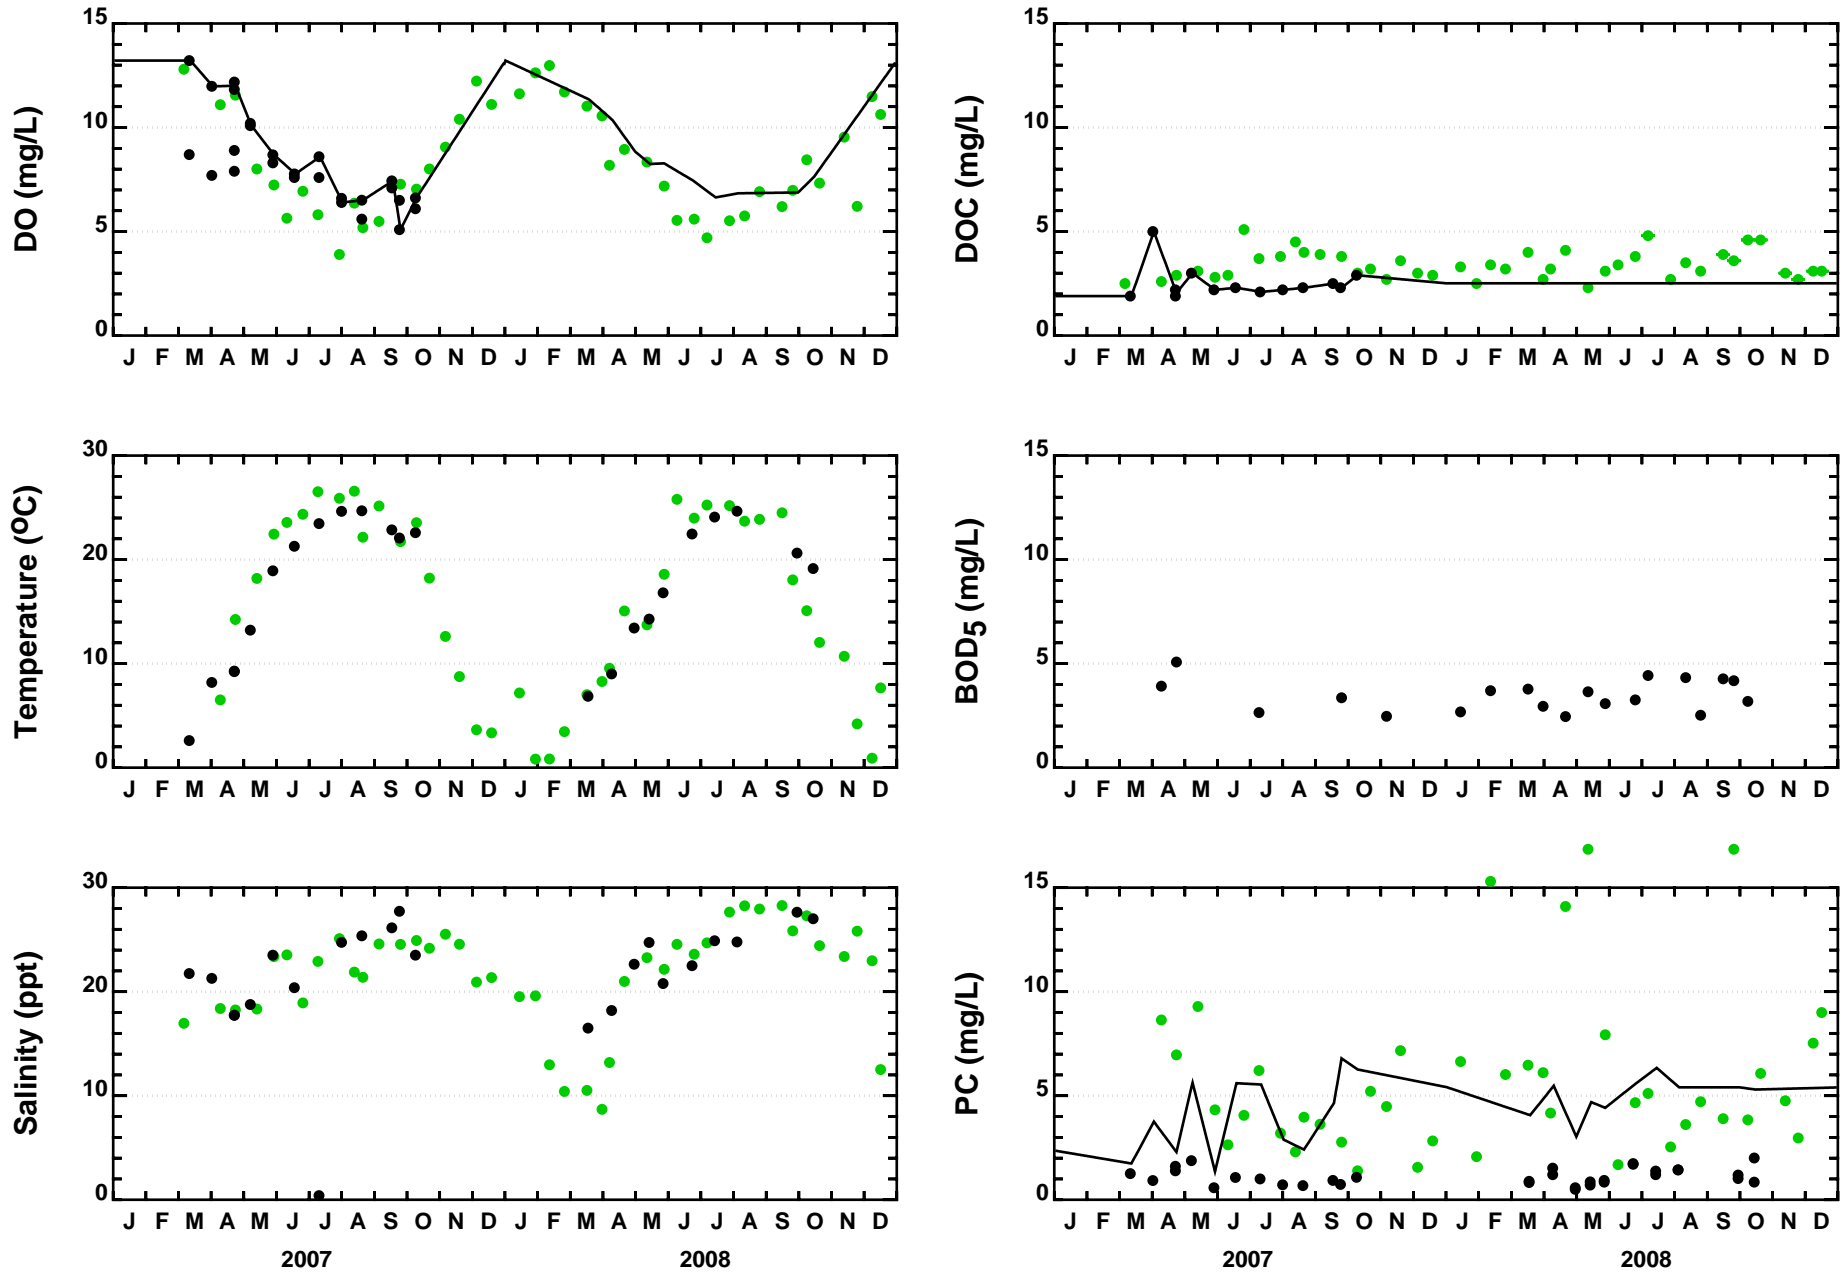 DO (mg/L)
15
10
5
0
J F M A M J J A S O N D J F M A M J J A S O N D
DOC (mg/L)
15
10
5
0
J F M A M J J A S O N D J F M A M J J A S O N D
Temperature (ºC)
30
20
10
0
J F M A M J J A S O N D J F M A M J J A S O N D
BOD5 (mg/L)
15
10
5
0
J F M A M J J A S O N D J F M A M J J A S O N D
Salinity (ppt)
30
20
10
0
J F M A M J J A S O N D J F M A M J J A S O N D
2007 2008
PC (mg/L)
15
10
5
0
J F M A M J J A S O N D J F M A M J J A S O N D
2007 2008